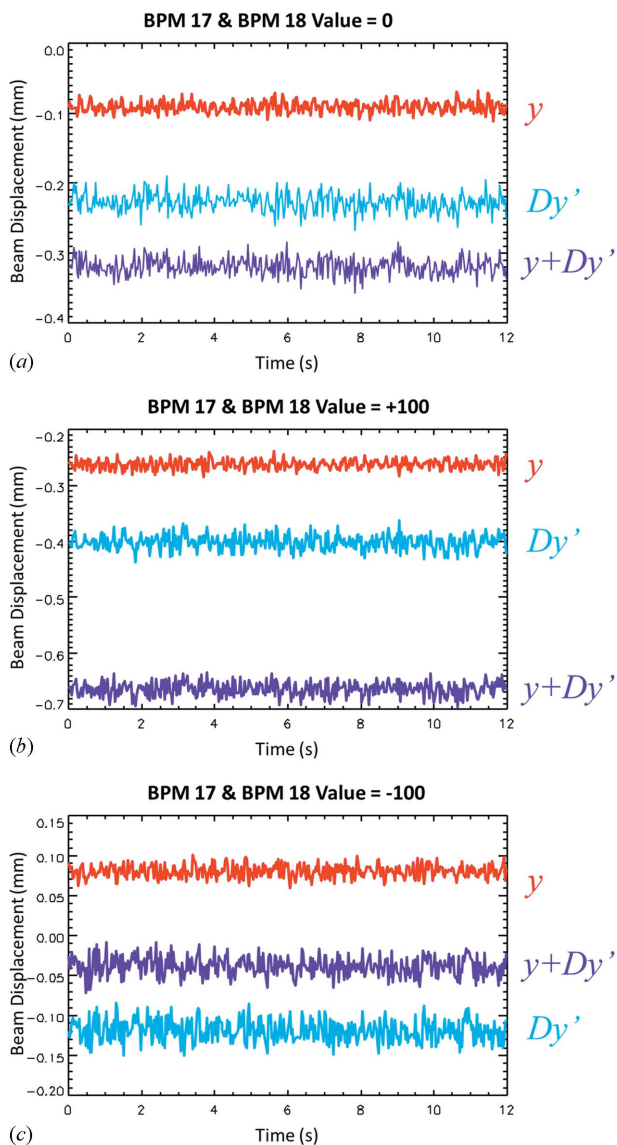 BPM 17 & BPM 18 Value = 0
Beam Displacement (mm)
0.0
−0.1
−0.2
−0.3
−0.4
y
Dy’
y+Dy’
0 2 4 6 8 10 12
Time (s)
(a)
BPM 17 & BPM 18 Value = +100
Beam Displacement (mm)
−0.2
−0.3
−0.4
−0.5
−0.6
−0.7
y
Dy’
y+Dy’
0 2 4 6 8 10 12
Time (s)
(b)
BPM 17 & BPM 18 Value = -100
Beam Displacement (mm)
0.15
0.10
0.05
0.00
−0.05
−0.10
−0.15
−0.20
y
y+Dy’
Dy’
0 2 4 6 8 10 12
Time (s)
(c)